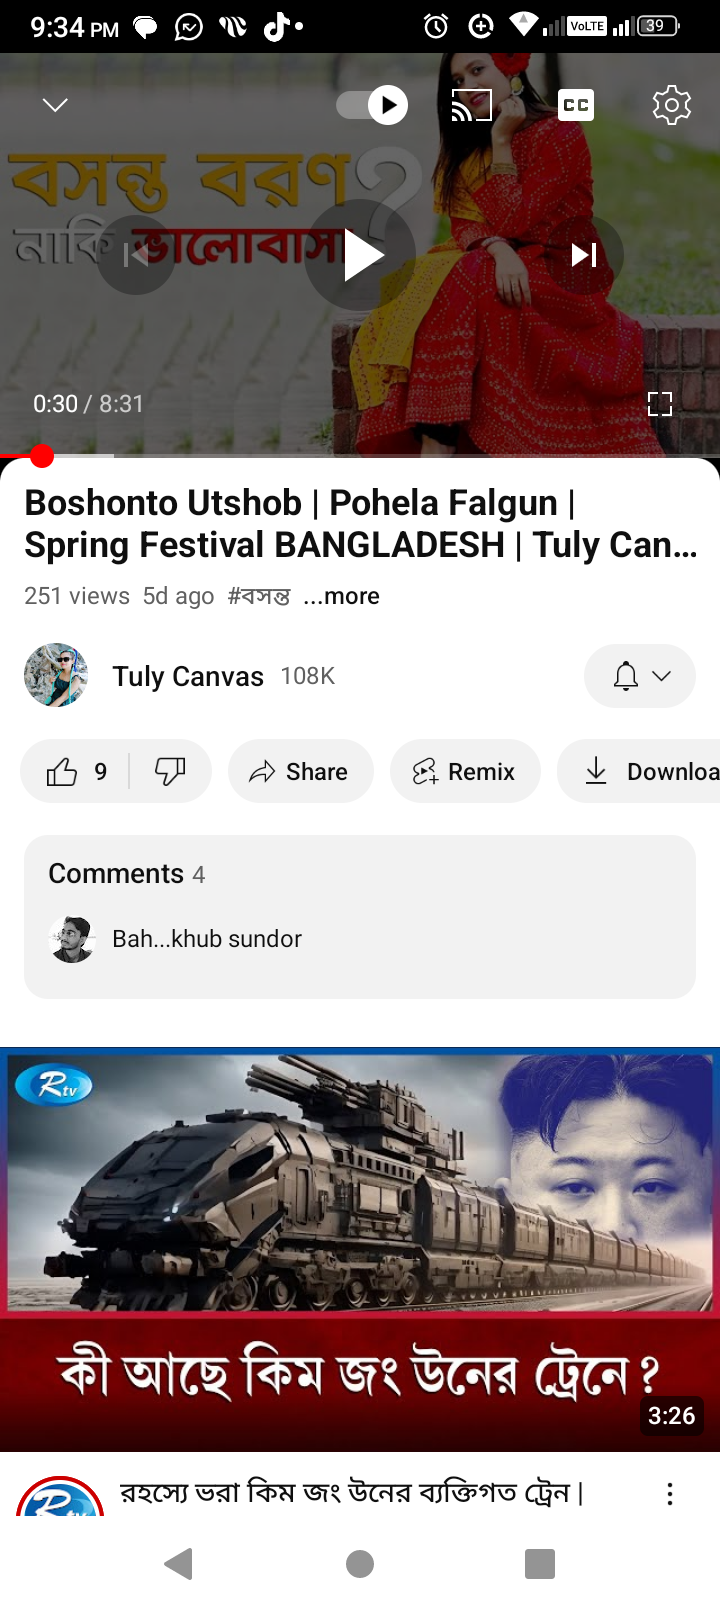 9:34 PM
VoLTE
39
CC
বসন্ত বরণ?
নাকি ভালোবাসা
0:30 / 8:31
Boshonto Utshob | Pohela Falgun |
Spring Festival BANGLADESH | Tuly Can...
251 views 5d ago #বসন্ত ...more
Tuly Canvas 108K
9 Share Remix Downloa
Comments 4
Bah...khub sundor
Rtv
কী আছে কিম জং উনের ট্রেনে ?
3:26
রহস্যে ভরা কিম জং উনের ব্যক্তিগত ট্রেন |
Rtv